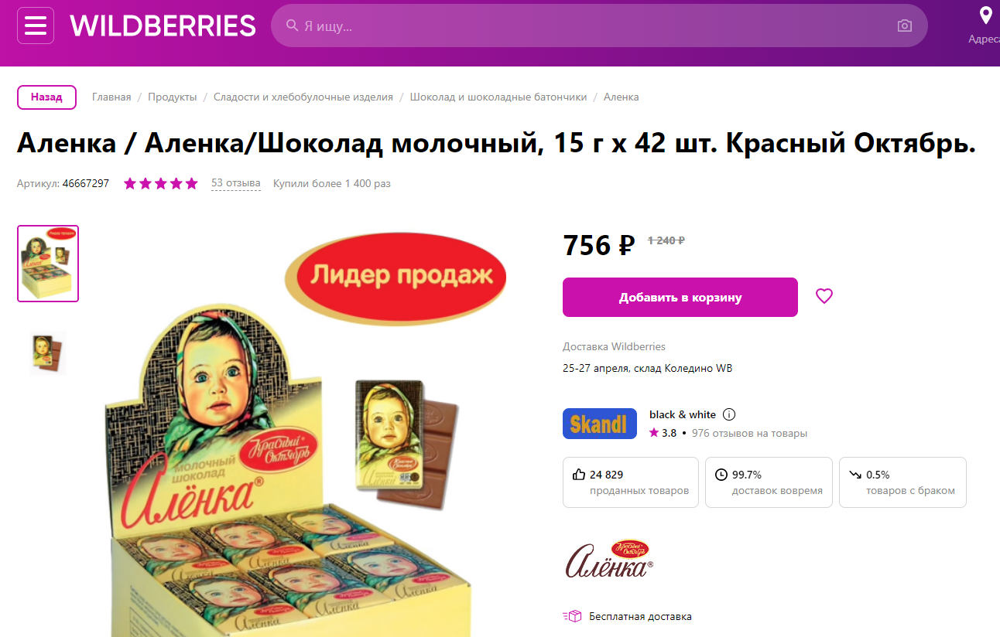 WILDBERRIES
Я ищу...
Адреса
Назад
Главная / Продукты / Сладости и хлебобулочные изделия / Шоколад и шоколадные батончики / Аленка
Аленка / Аленка/Шоколад молочный, 15 г х 42 шт. Красный Октябрь.
Артикул: 46667297 53 отзыва Купили более 1 400 раз
Лидер продаж
Лидер продаж
Красный Октябрь
молочный шоколад
Алёнка®
Алёнка
756 ₽ 1 240 ₽
Добавить в корзину
Доставка Wildberries
25-27 апреля, склад Коледино WB
Skandl
black & white
3.8 • 976 отзывов на товары
24 829
проданных товаров
99.7%
доставок вовремя
0.5%
товаров с браком
Красный Октябрь
Алёнка®
Бесплатная доставка